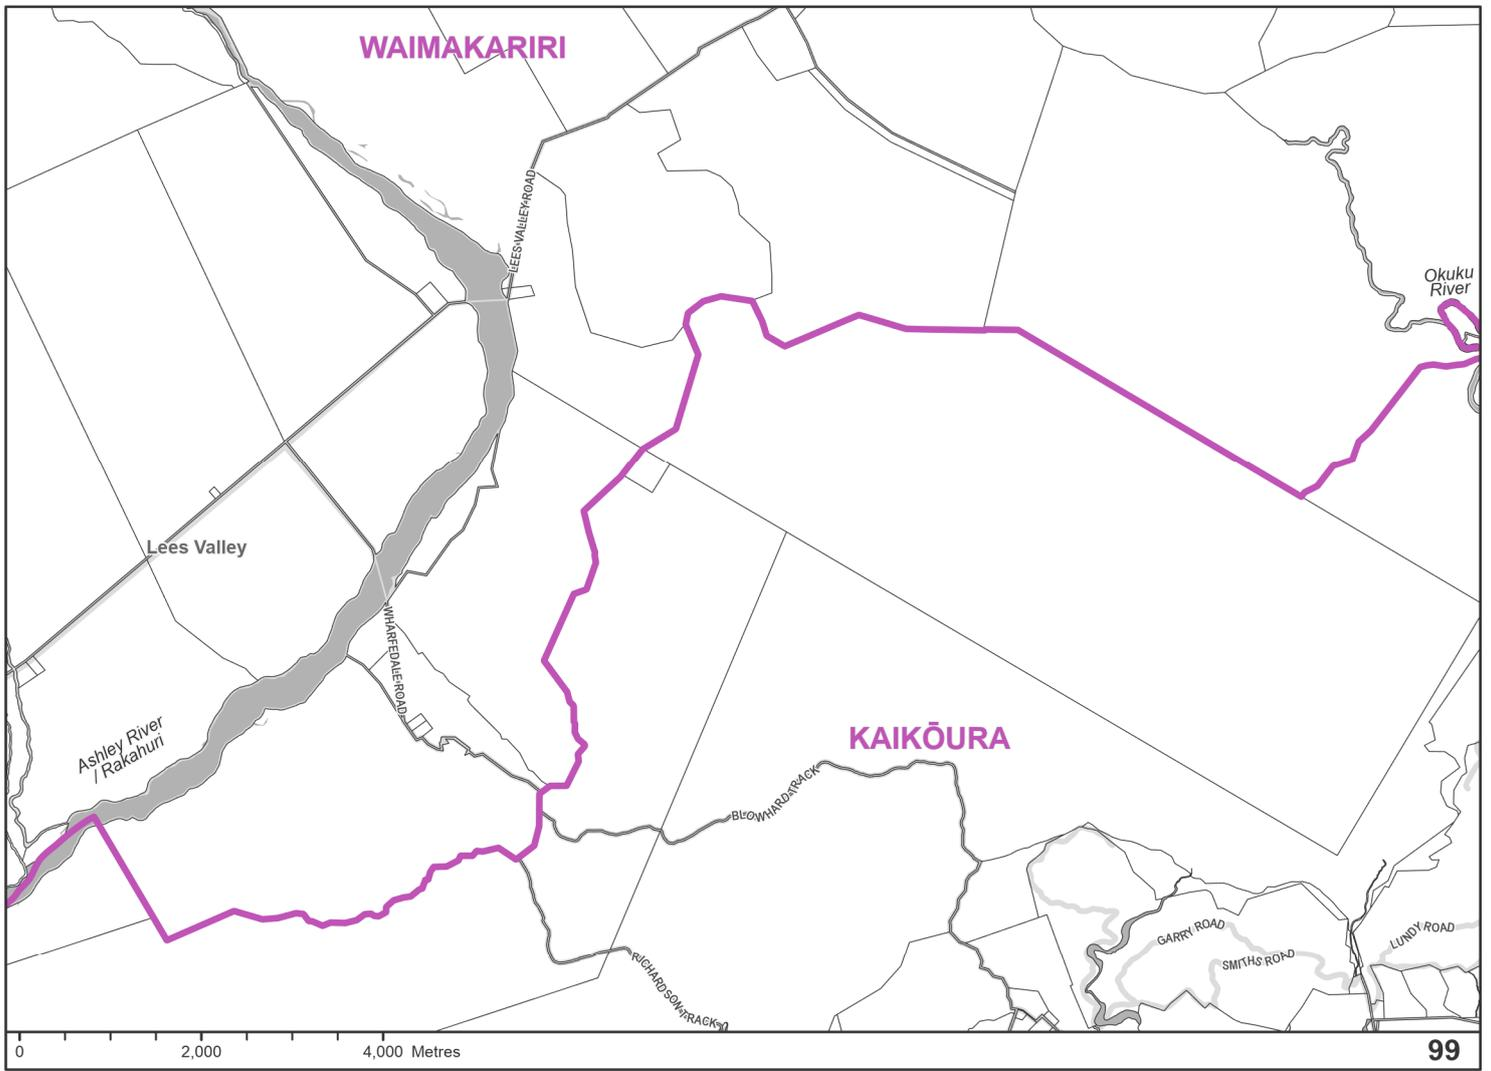 WAIMAKARIRI
LEES VALLEY ROAD
Okuku
River
Lees Valley
WHARFEDALE ROAD
Ashley River
/ Rakahuri
KAIKŌURA
BLOWHARD TRACK
GARRY ROAD
SMITHS ROAD
LUNDY ROAD
RICHARDSON TRACK
0 2,000 4,000 Metres
99